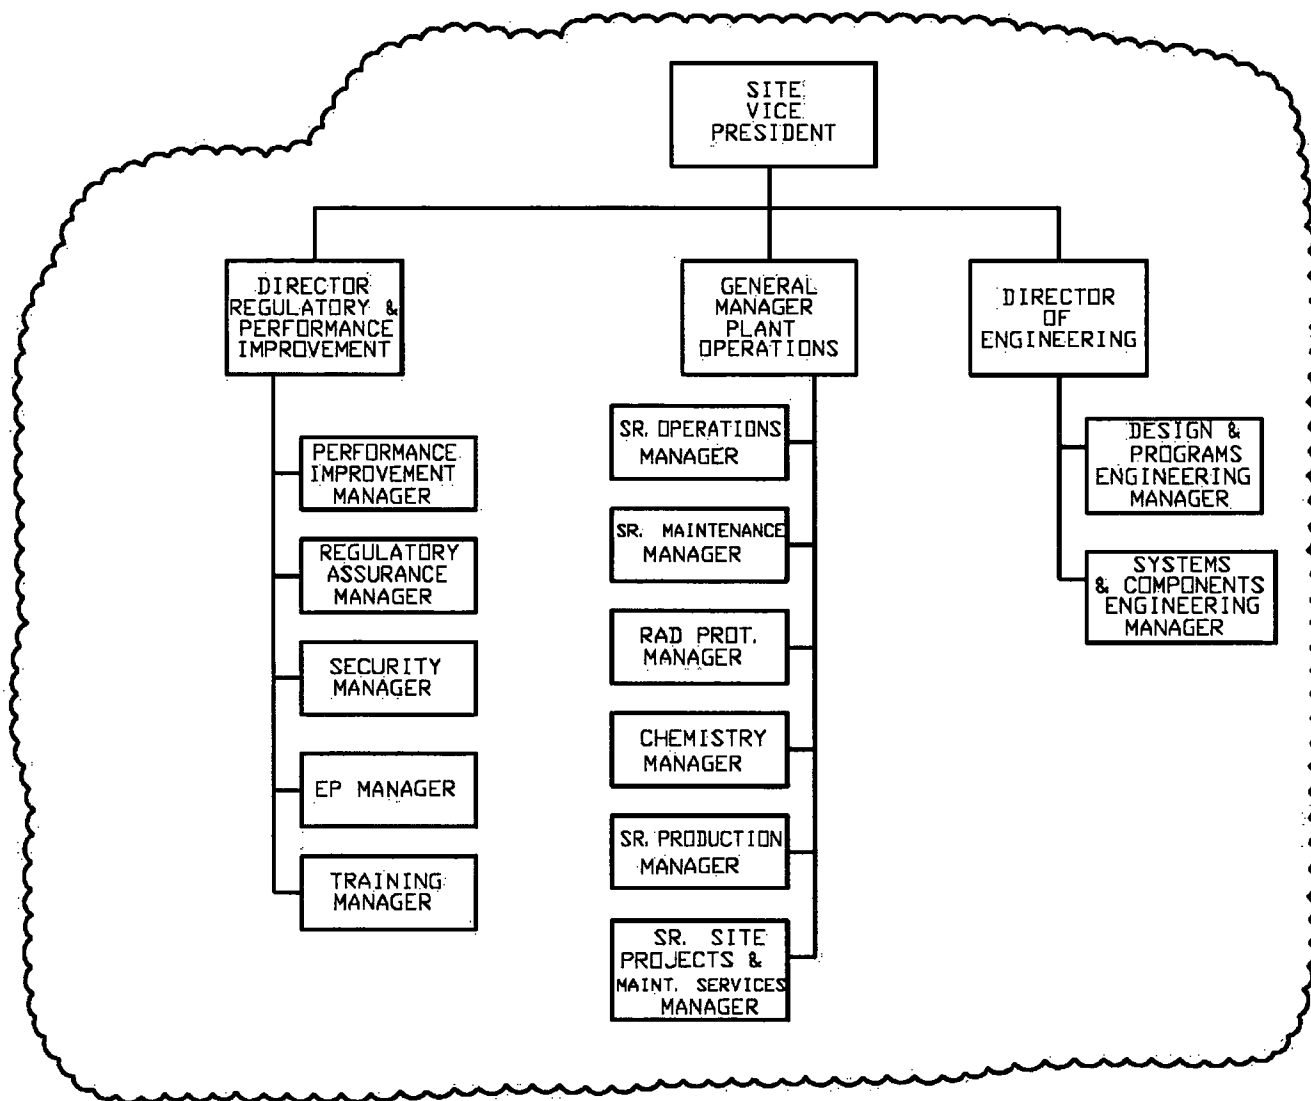 SITE
VICE
PRESIDENT
DIRECTOR
REGULATORY &
PERFORMANCE
IMPROVEMENT
GENERAL
MANAGER
PLANT
OPERATIONS
DIRECTOR
OF
ENGINEERING
PERFORMANCE
IMPROVEMENT
MANAGER
REGULATORY
ASSURANCE
MANAGER
SECURITY
MANAGER
EP MANAGER
TRAINING
MANAGER
SR. OPERATIONS
MANAGER
SR. MAINTENANCE
MANAGER
RAD PROT.
MANAGER
CHEMISTRY
MANAGER
SR. PRODUCTION
MANAGER
SR. SITE
PROJECTS &
MAINT. SERVICES
MANAGER
DESIGN &
PROGRAMS
ENGINEERING
MANAGER
SYSTEMS
& COMPONENTS
ENGINEERING
MANAGER